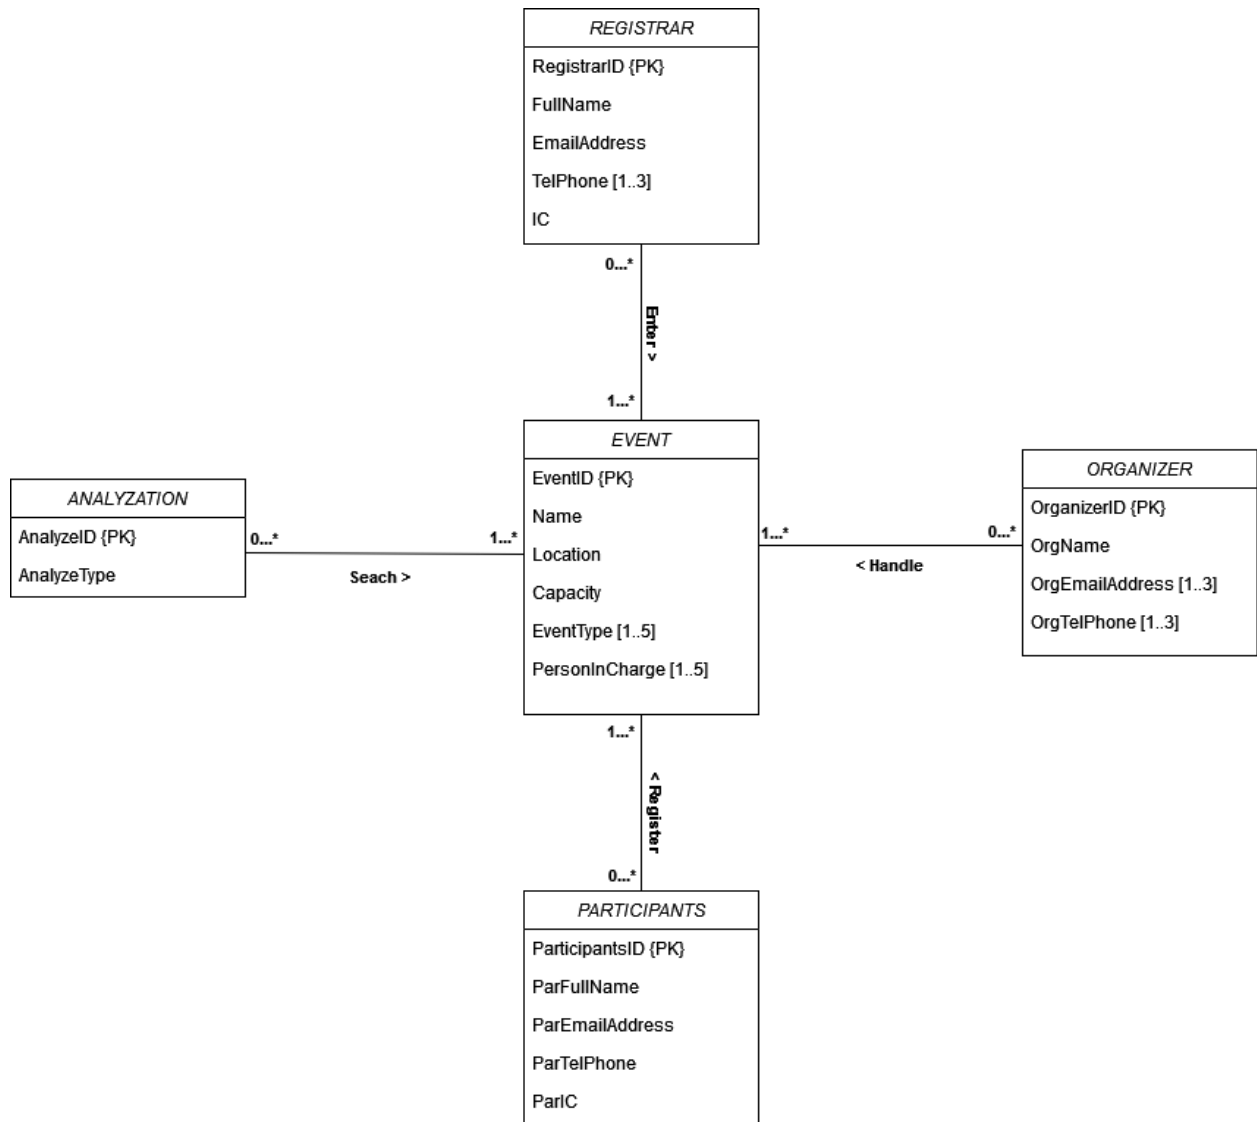 REGISTRAR
RegistrarID {PK}
FullName
EmailAddress
TelPhone [1..3]
IC
0...*
Enter >
1...*
EVENT
EventID {PK}
Name
Location
Capacity
EventType [1..5]
PersonInCharge [1..5]
ANALYZATION
AnalyzeID {PK}
AnalyzeType
0...*
1...*
Seach >
1...*
0...*
< Handle
ORGANIZER
OrganizerID {PK}
OrgName
OrgEmailAddress [1..3]
OrgTelPhone [1..3]
1...*
< Register
0...*
PARTICIPANTS
ParticipantsID {PK}
ParFullName
ParEmailAddress
ParTelPhone
ParIC